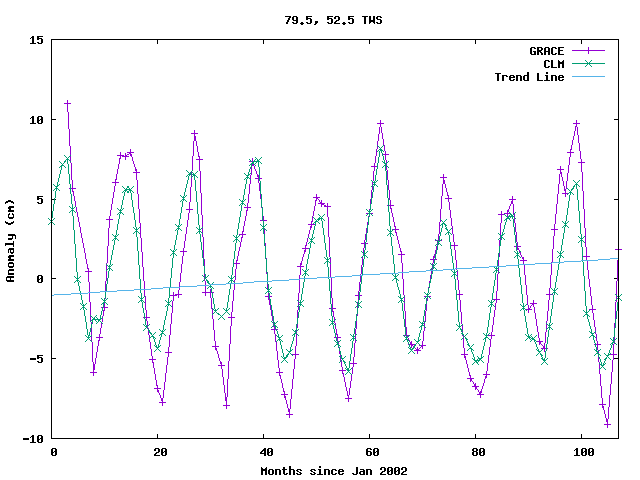 79.5, 52.5 TWS
GRACE
CLM
Trend Line
15
10
5
0
-5
-10
Anomaly (cm)
0 20 40 60 80 100
Months since Jan 2002